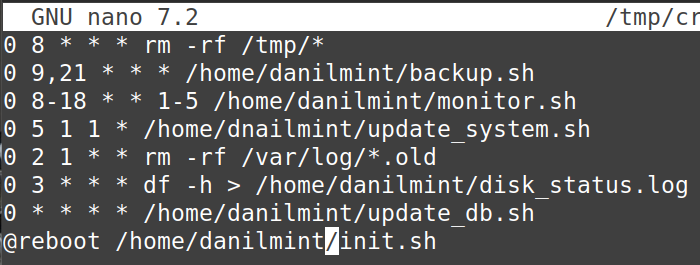 GNU nano 7.2 /tmp/cr
0 8 * * * rm -rf /tmp/*
0 9,21 * * * /home/danilmint/backup.sh
0 8-18 * * 1-5 /home/danilmint/monitor.sh
0 5 1 1 * /home/dnailmint/update_system.sh
0 2 1 * * rm -rf /var/log/*.old
0 3 * * * df -h > /home/danilmint/disk_status.log
0 * * * * /home/danilmint/update_db.sh
@reboot /home/danilmint/init.sh